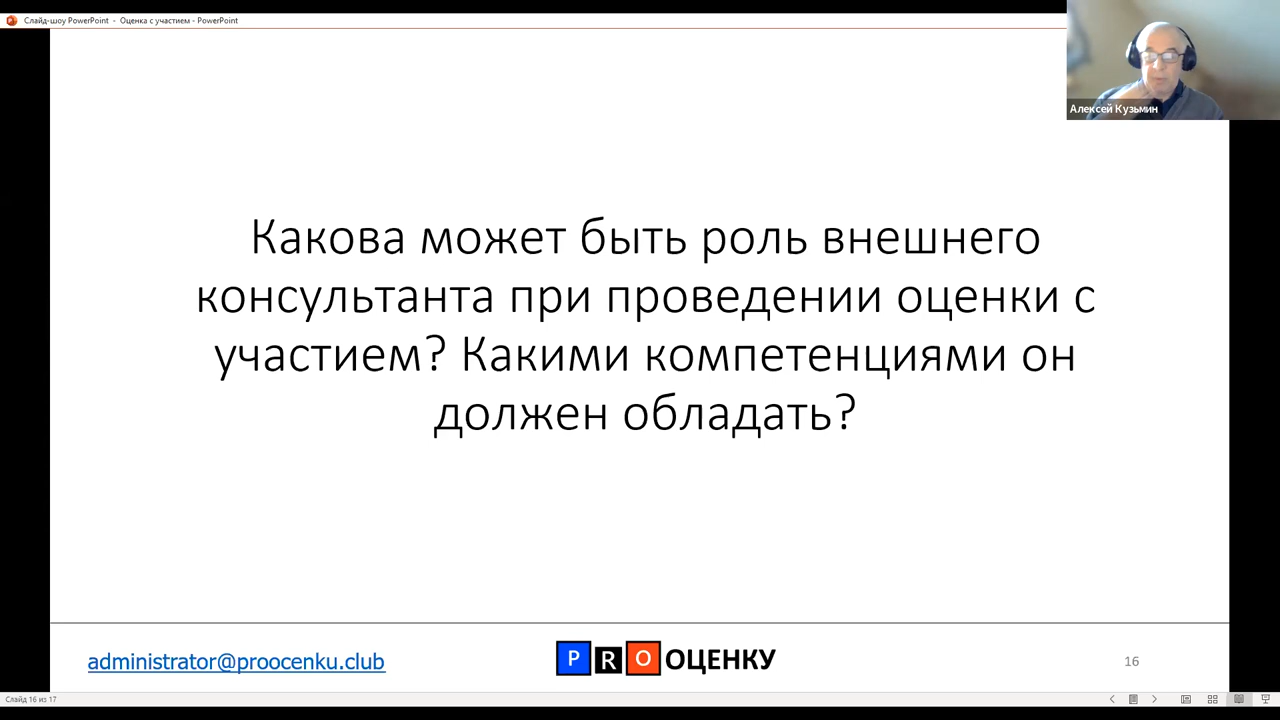 Слайд-шоу PowerPoint - Оценка с участием - PowerPoint
Алексей Кузьмин
Какова может быть роль внешнего
консультанта при проведении оценки с
участием? Какими компетенциями он
должен обладать?
administrator@proocenku.club
PRO ОЦЕНКУ
16
Слайд 16 из 17